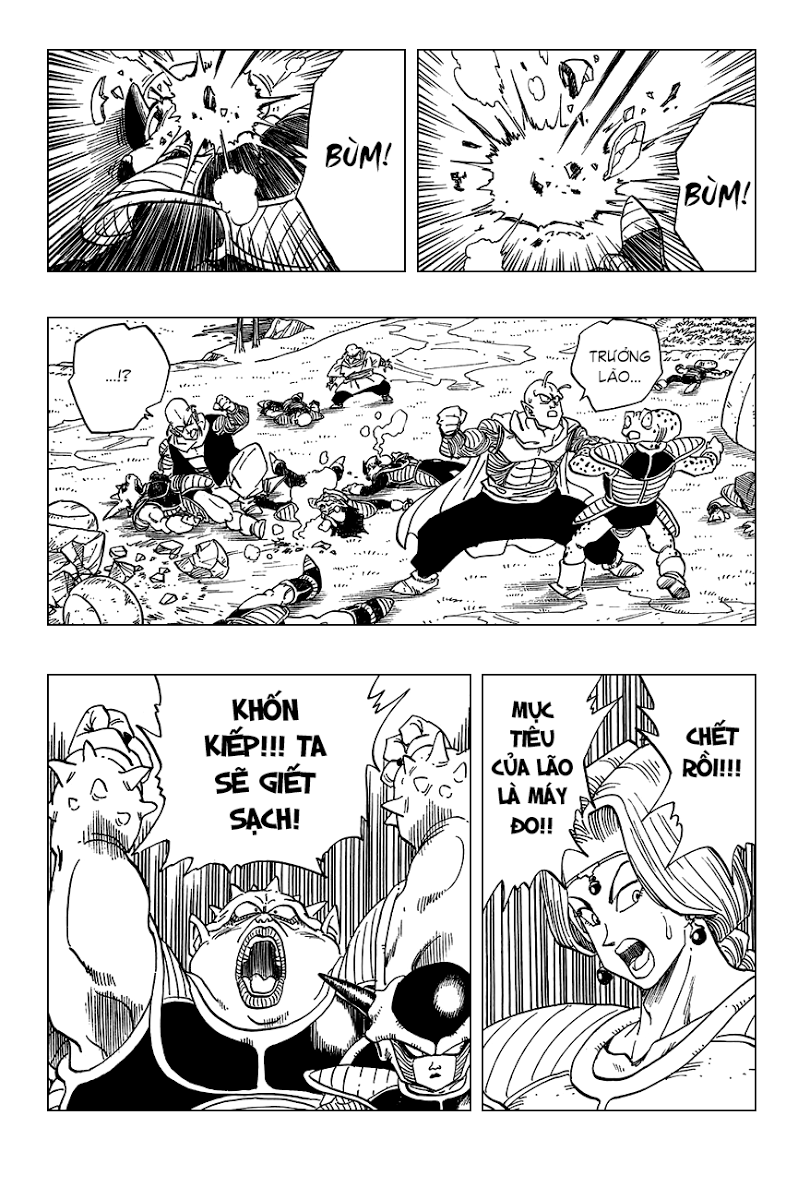 BÙM!
BÙM!
TRƯỞNG
LÃO...
...!?
CHẾT
RỒI!!!
MỤC
TIÊU
CỦA LÃO
LÀ MÁY
ĐO!!
KHỐN
KIẾP!!! TA
SẼ GIẾT
SẠCH!